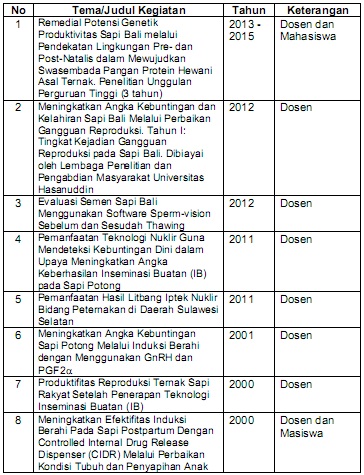 No Tema/Judul Kegiatan Tahun Keterangan
1 Remedial Potensi Genetik 2013 - Dosen dan
Produktivitas Sapi Bali melalui 2015 Mahasiswa
Pendekatan Lingkungan Pre- dan
Post-Natalis dalam Mewujudkan
Swasembada Pangan Protein Hewani
Asal Ternak. Penelitian Unggulan
Perguruan Tinggi (3 tahun)
2 Meningkatkan Angka Kebuntingan dan 2012 Dosen
Kelahiran Sapi Bali Melalui Perbaikan
Gangguan Reproduksi. Tahun I:
Tingkat Kejadian Gangguan
Reproduksi pada Sapi Bali. Dibiayai
oleh Lembaga Penelitian dan
Pengabdian Masyarakat Universitas
Hasanuddin
3 Evaluasi Semen Sapi Bali 2012 Dosen
Menggunakan Software Sperm-vision
Sebelum dan Sesudah Thawing
4 Pemanfaatan Teknologi Nuklir Guna 2011 Dosen
Mendeteksi Kebuntingan Dini dalam
Upaya Meningkatkan Angka
Keberhasilan Inseminasi Buatan (IB)
pada Sapi Potong
5 Pemanfaatan Hasil Litbang Iptek Nuklir 2011 Dosen
Bidang Peternakan di Daerah Sulawesi
Selatan
6 Meningkatkan Angka Kebuntingan 2001 Dosen
Sapi Potong Melalui Induksi Berahi
dengan Menggunakan GnRH dan
PGF2α
7 Produktifitas Reproduksi Ternak Sapi 2000 Dosen
Rakyat Setelah Penerapan Teknologi
Inseminasi Buatan (IB)
8 Meningkatkan Efektifitas Induksi 2000 Dosen dan
Berahi Pada Sapi Postpartum Dengan Masiswa
Controlled Internal Drug Release
Dispenser (CIDR) Melalui Perbaikan
Kondisi Tubuh dan Penyapihan Anak